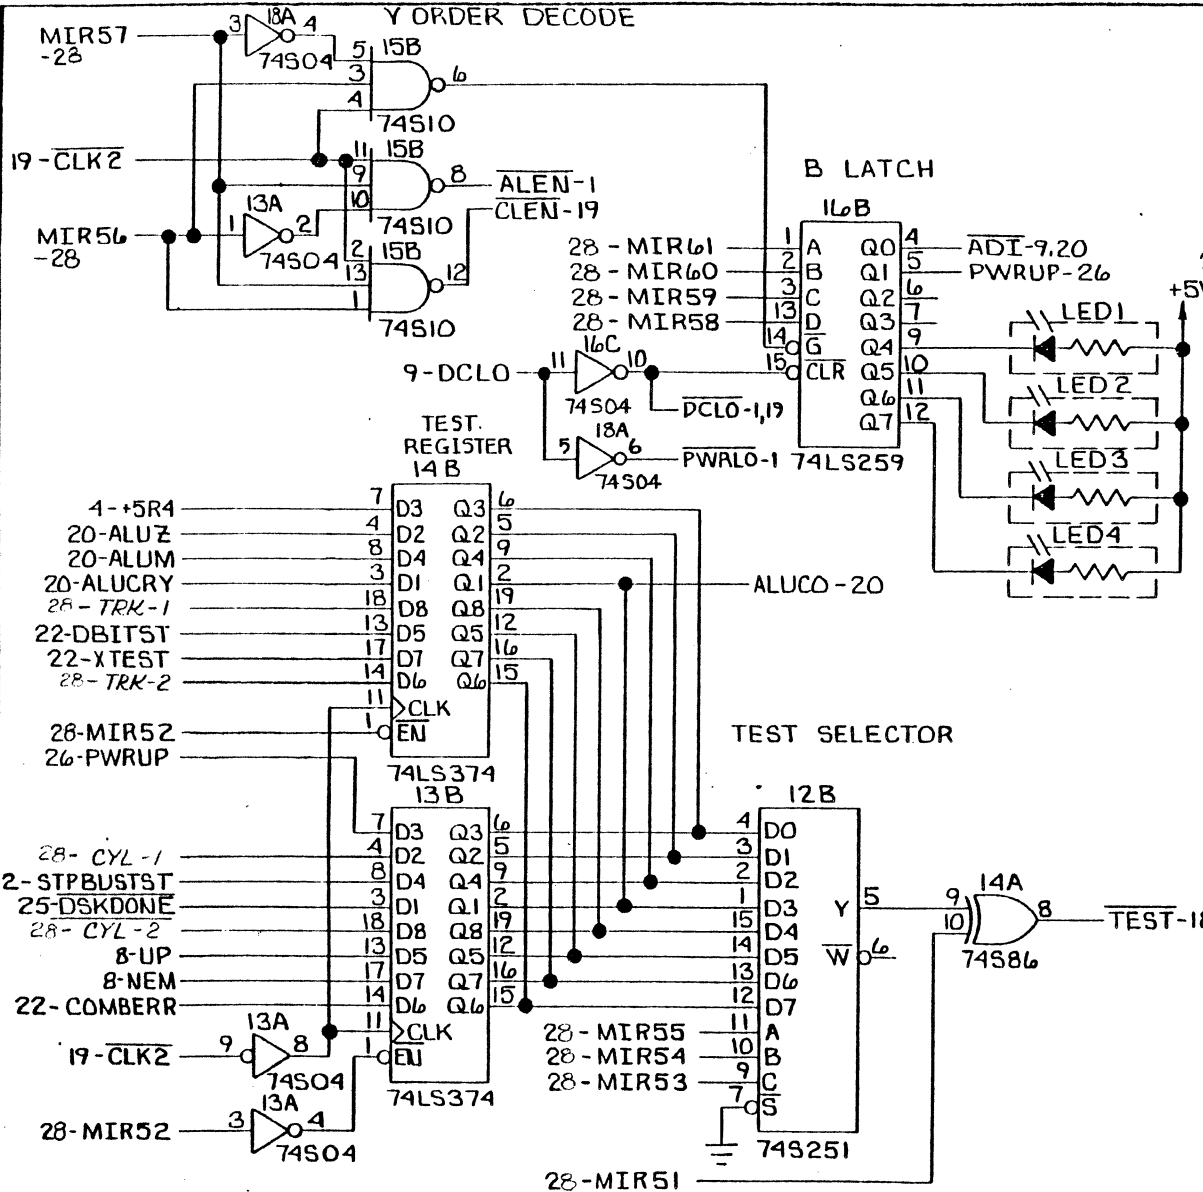 Y ORDER DECODE
MIR57
-28
3 18A 4
74S04
5 15B
3
4
6
74S10
19-CLK2
11 15B
9
10
8
ALEN-1
74S10
CLEN-19
MIR56
-28
1 13A 2
74S04
2 15B
13
1
12
74S10
B LATCH
16B
28-MIR61 1 A Q0 4 ADI-9,20
28-MIR60 2 B Q1 5 PWRUP-26
28-MIR59 3 C Q2 6
28-MIR58 13 D Q3 7
14 G Q4 9
15 CLR Q5 10
Q6 11
Q7 12
74LS259
+5V
LED1
LED2
LED3
LED4
9-DCLO 11 16C 10
74S04
DCLO-1,19
5 18A 6 PWRLO-1
74S04
TEST.
REGISTER
14B
4-+5R4 7 D3 Q3 6
20-ALUZ 4 D2 Q2 5
20-ALUM 8 D4 Q4 9
20-ALUCRY 3 D1 Q1 2 ALUCO-20
28-TRK-1 18 D8 Q8 19
22-DBITST 13 D5 Q5 12
22-XTEST 17 D7 Q7 16
28-TRK-2 14 D6 Q6 15
11 CLK
28-MIR52 1 EN
74LS374
26-PWRUP
13B
7 D3 Q3 6
28-CYL-1 4 D2 Q2 5
2-STPBUSTST 8 D4 Q4 9
25-DSKDONE 3 D1 Q1 2
28-CYL-2 18 D8 Q8 19
8-UP 13 D5 Q5 12
8-NEM 17 D7 Q7 16
22-COMBERR 14 D6 Q6 15
11 CLK
1 EN
74LS374
19-CLK2 9 13A 8
74S04
28-MIR52 3 13A 4
74S04
TEST SELECTOR
12B
4 D0
3 D1
2 D2
1 D3 Y 5
15 D4
14 D5 W 6
13 D6
12 D7
28-MIR55 11 A
28-MIR54 10 B
28-MIR53 9 C
7 S
74S251
9 14A
10
8 TEST-18
74S86
28-MIR51